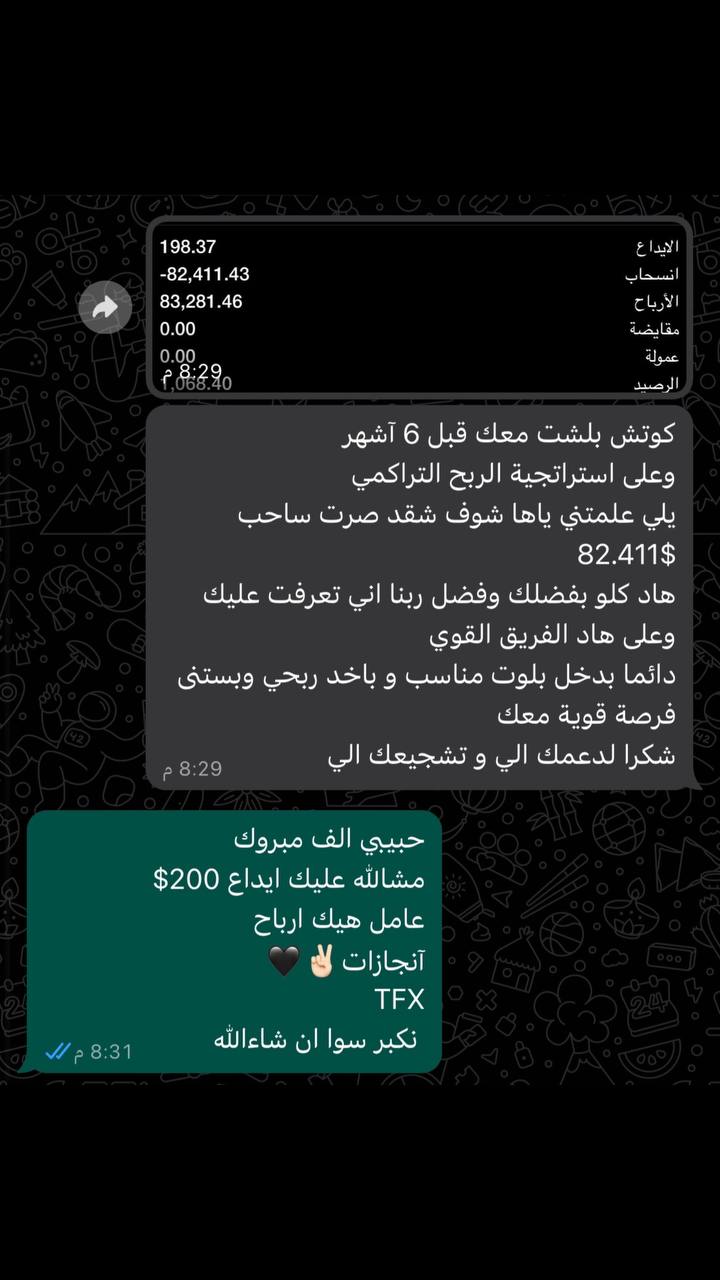 الايداع 198.37
انسحاب -82,411.43
الأرباح 83,281.46
مقايضة 0.00
عمولة 0.00
8:29 م
الرصيد 1,068.40
كوتش بلشت معك قبل 6 آشهر
وعلى استراتجية الربح التراكمي
يلي علمتني ياها شوف شقد صرت ساحب
82.411$
هاد كلو بفضلك وفضل ربنا اني تعرفت عليك
وعلى هاد الفريق القوي
دائما بدخل بلوت مناسب و باخد ربحي وبستنى
فرصة قوية معك
شكرا لدعمك الي و تشجيعك الي
8:29 م
حبيبي الف مبروك
مشالله عليك ايداع 200$
عامل هيك ارباح
آنجازات ✌🏻🖤
TFX
نكبر سوا ان شاءالله
8:31 م